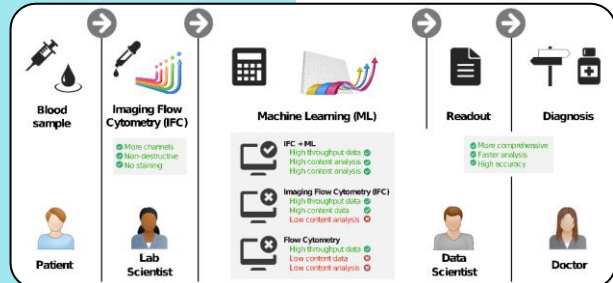 Blood
sample
Imaging Flow
Cytometry (IFC)
Machine Learning (ML)
Readout
Diagnosis
More channels
Non-destructive
No staining
IFC + ML
High throughput data
High content analysis
High content analysis
Imaging Flow Cytometry (IFC)
High throughput data
High content data
Low content analysis
Flow Cytometry
High throughput data
Low content data
Low content analysis
More comprehensive
Faster analysis
High accuracy
Patient
Lab
Scientist
Data
Scientist
Doctor